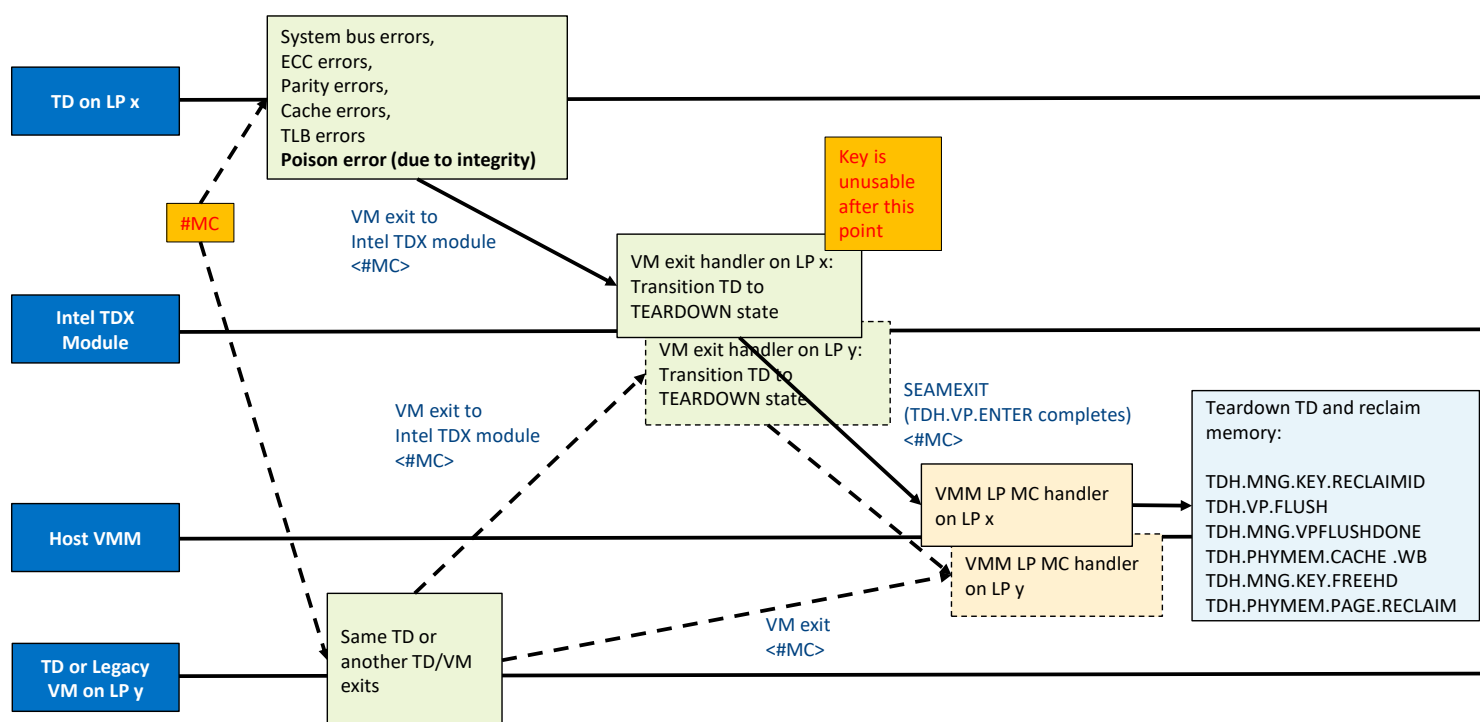 System bus errors,
ECC errors,
Parity errors,
Cache errors,
TLB errors
Poison error (due to integrity)
TD on LP x
Key is
unusable
after this
point
#MC
VM exit to
Intel TDX module
<#MC>
VM exit handler on LP x:
Transition TD to
TEARDOWN state
Intel TDX
Module
VM exit handler on LP y:
Transition TD to
TEARDOWN state
SEAMEXIT
(TDH.VP.ENTER completes)
<#MC>
VM exit to
Intel TDX module
<#MC>
Teardown TD and reclaim
memory:
TDH.MNG.KEY.RECLAIMID
TDH.VP.FLUSH
TDH.MNG.VPFLUSHDONE
TDH.PHYMEM.CACHE .WB
TDH.MNG.KEY.FREEHD
TDH.PHYMEM.PAGE.RECLAIM
VMM LP MC handler
on LP x
Host VMM
VMM LP MC handler
on LP y
VM exit
<#MC>
Same TD or
another TD/VM
exits
TD or Legacy
VM on LP y